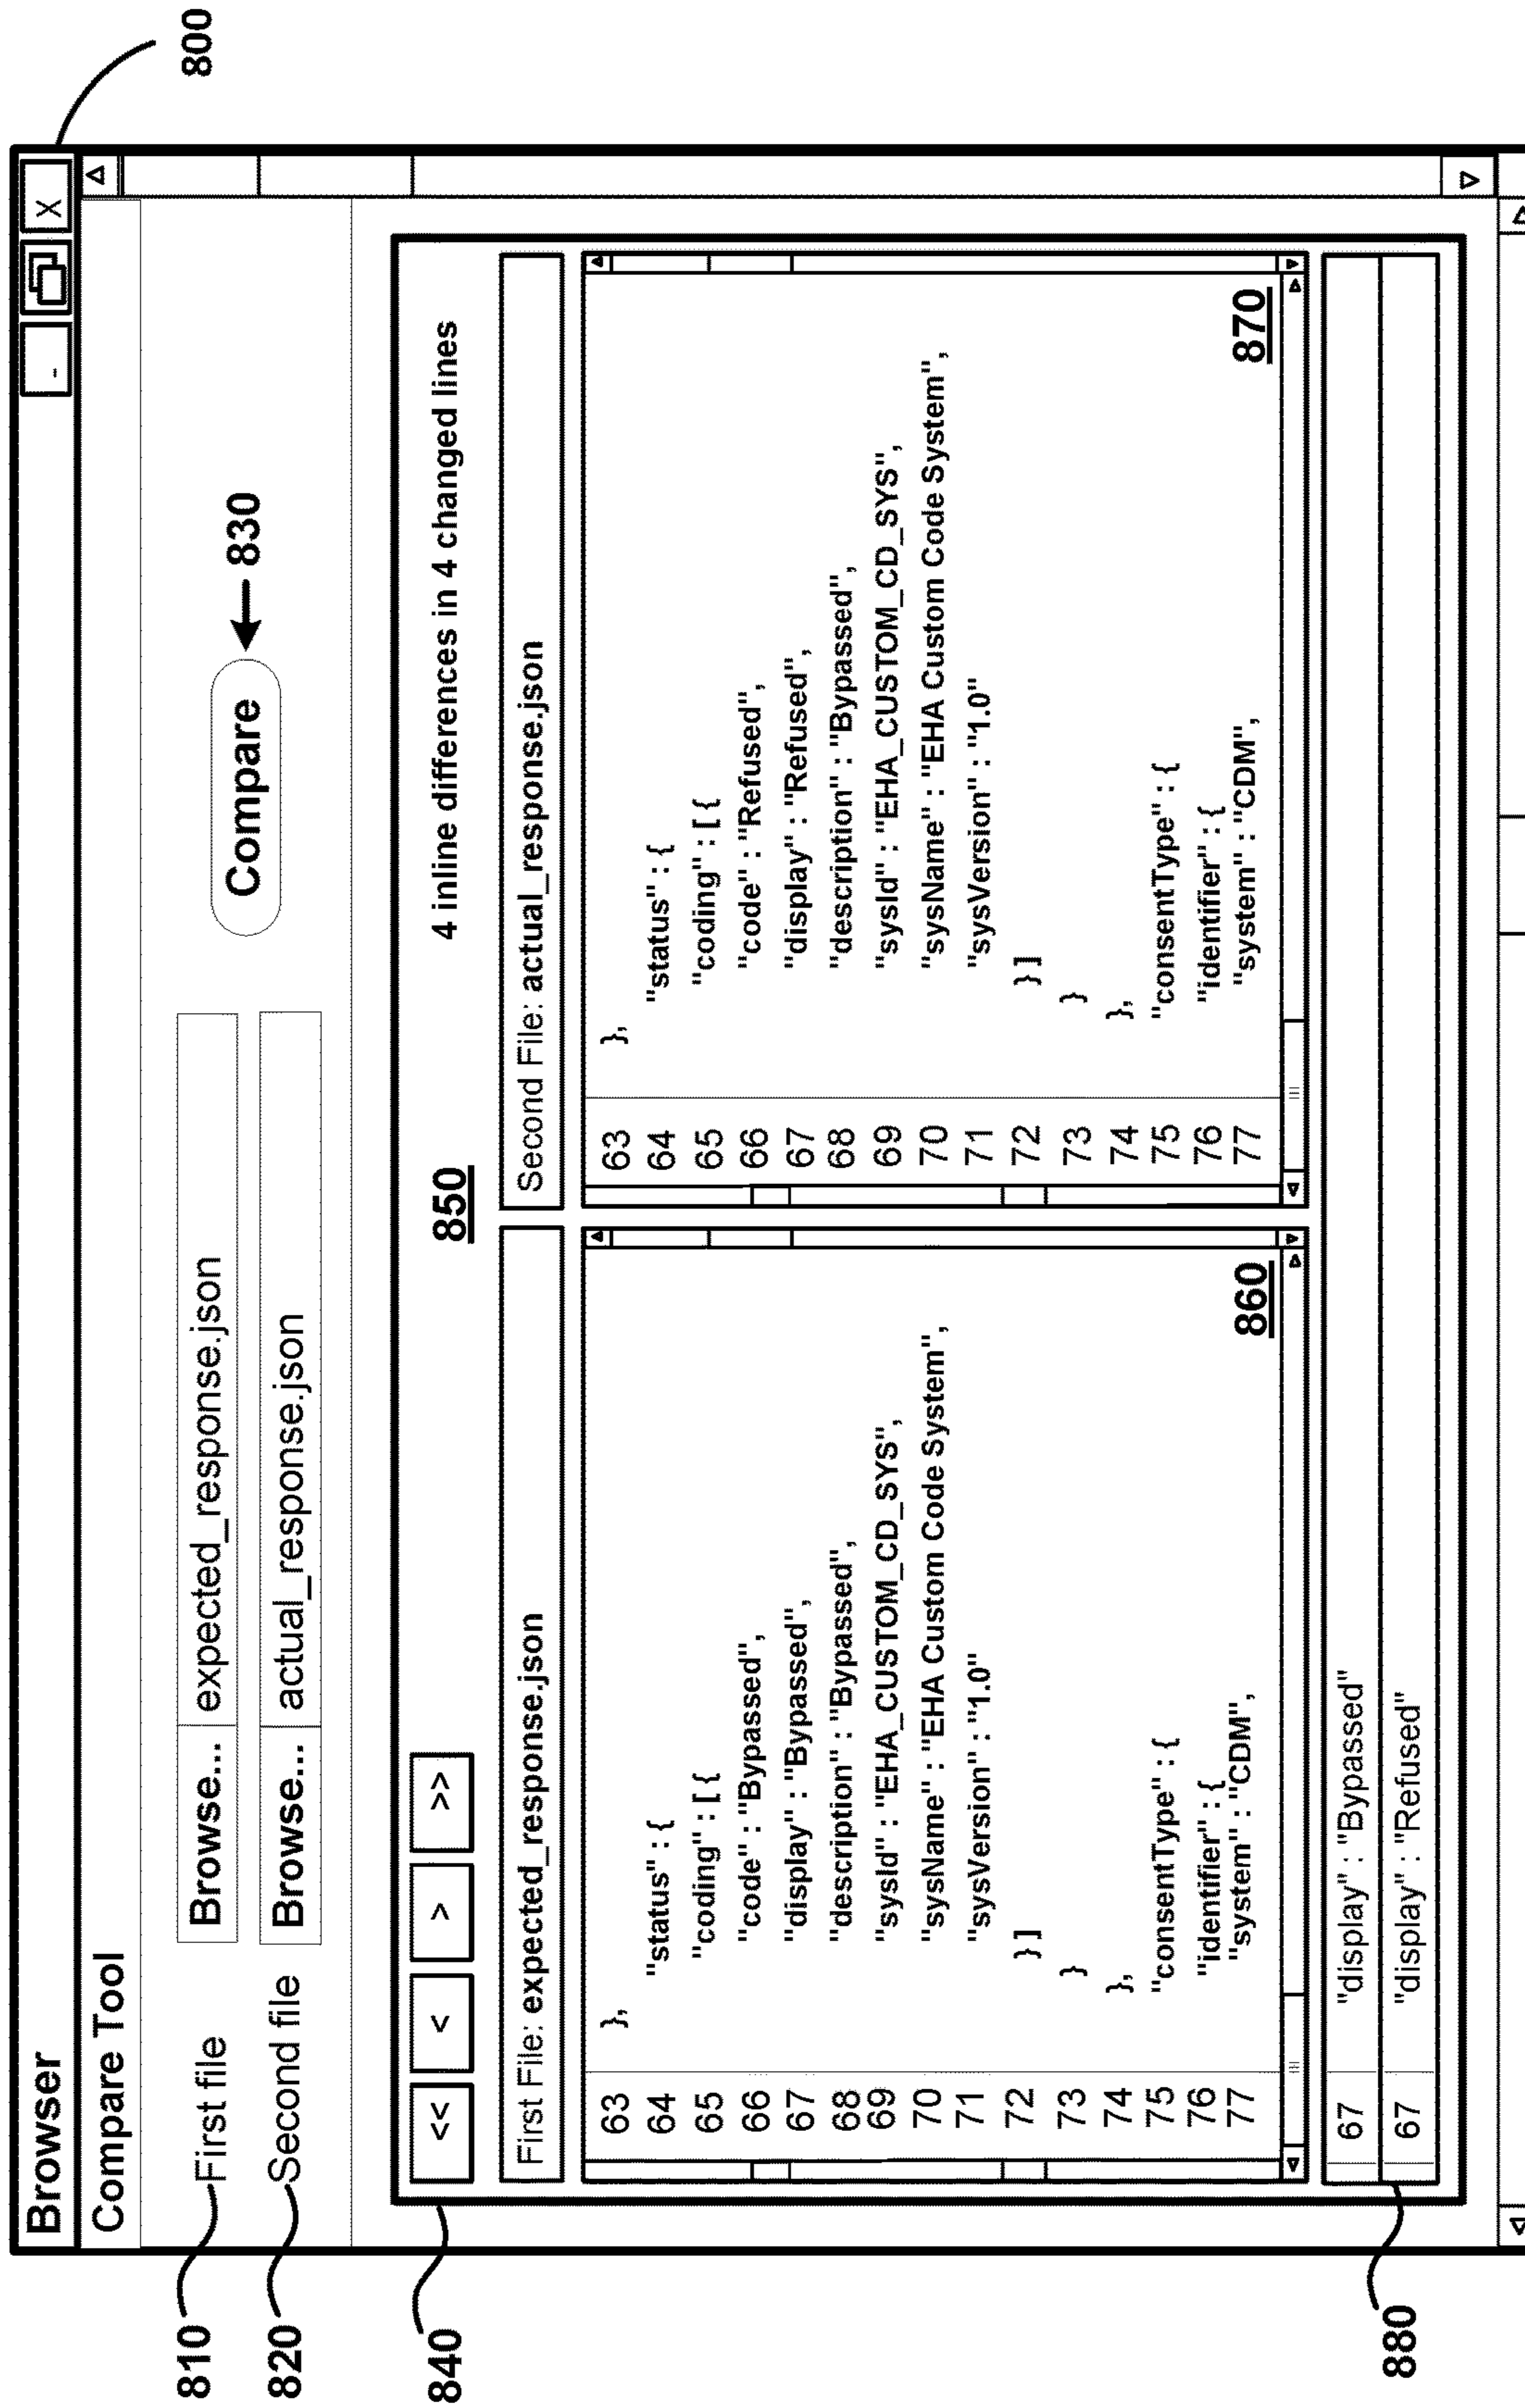 800
Browser
- X
Compare Tool
810 First file Browse... expected_response.json
820 Second file Browse... actual_response.json
Compare 830
840
<< < > >> 850 4 inline differences in 4 changed lines
First File: expected_response.json
63 },
64 "status" : {
65 "coding" : [ {
66 "code" : "Bypassed",
67 "display" : "Bypassed",
68 "description" : "Bypassed",
69 "sysId" : "EHA_CUSTOM_CD_SYS",
70 "sysName" : "EHA Custom Code System",
71 "sysVersion" : "1.0"
72 } ]
73 }
74 },
75 "consentType" : {
76 "identifier" : {
77 "system" : "CDM",
860
Second File: actual_response.json
63 },
64 "status" : {
65 "coding" : [ {
66 "code" : "Refused",
67 "display" : "Refused",
68 "description" : "Bypassed",
69 "sysId" : "EHA_CUSTOM_CD_SYS",
70 "sysName" : "EHA Custom Code System",
71 "sysVersion" : "1.0"
72 } ]
73 }
74 },
75 "consentType" : {
76 "identifier" : {
77 "system" : "CDM",
870
67 "display" : "Bypassed"
67 "display" : "Refused"
880